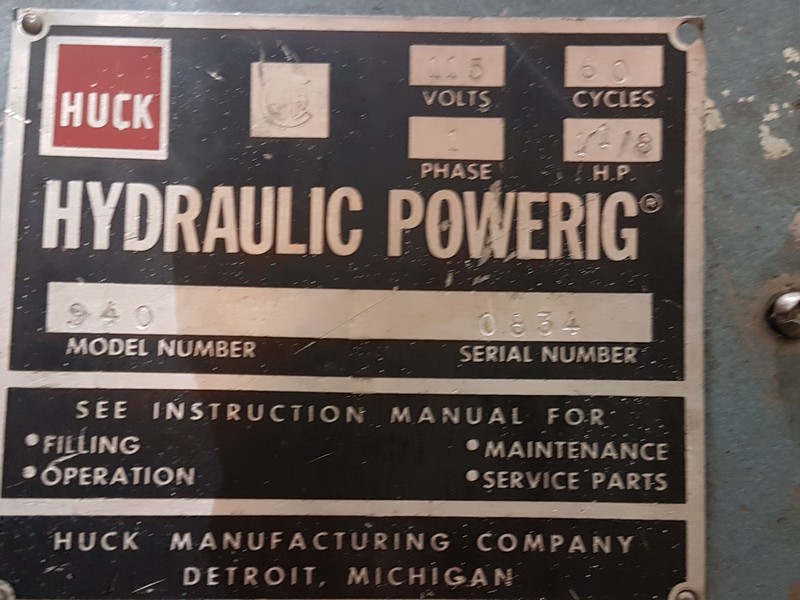 HUCK
115
VOLTS
60
CYCLES
1
PHASE
H.P.
HYDRAULIC POWERIG®
940
MODEL NUMBER
0834
SERIAL NUMBER
SEE INSTRUCTION MANUAL FOR
• FILLING
• OPERATION
• MAINTENANCE
• SERVICE PARTS
HUCK MANUFACTURING COMPANY
DETROIT, MICHIGAN